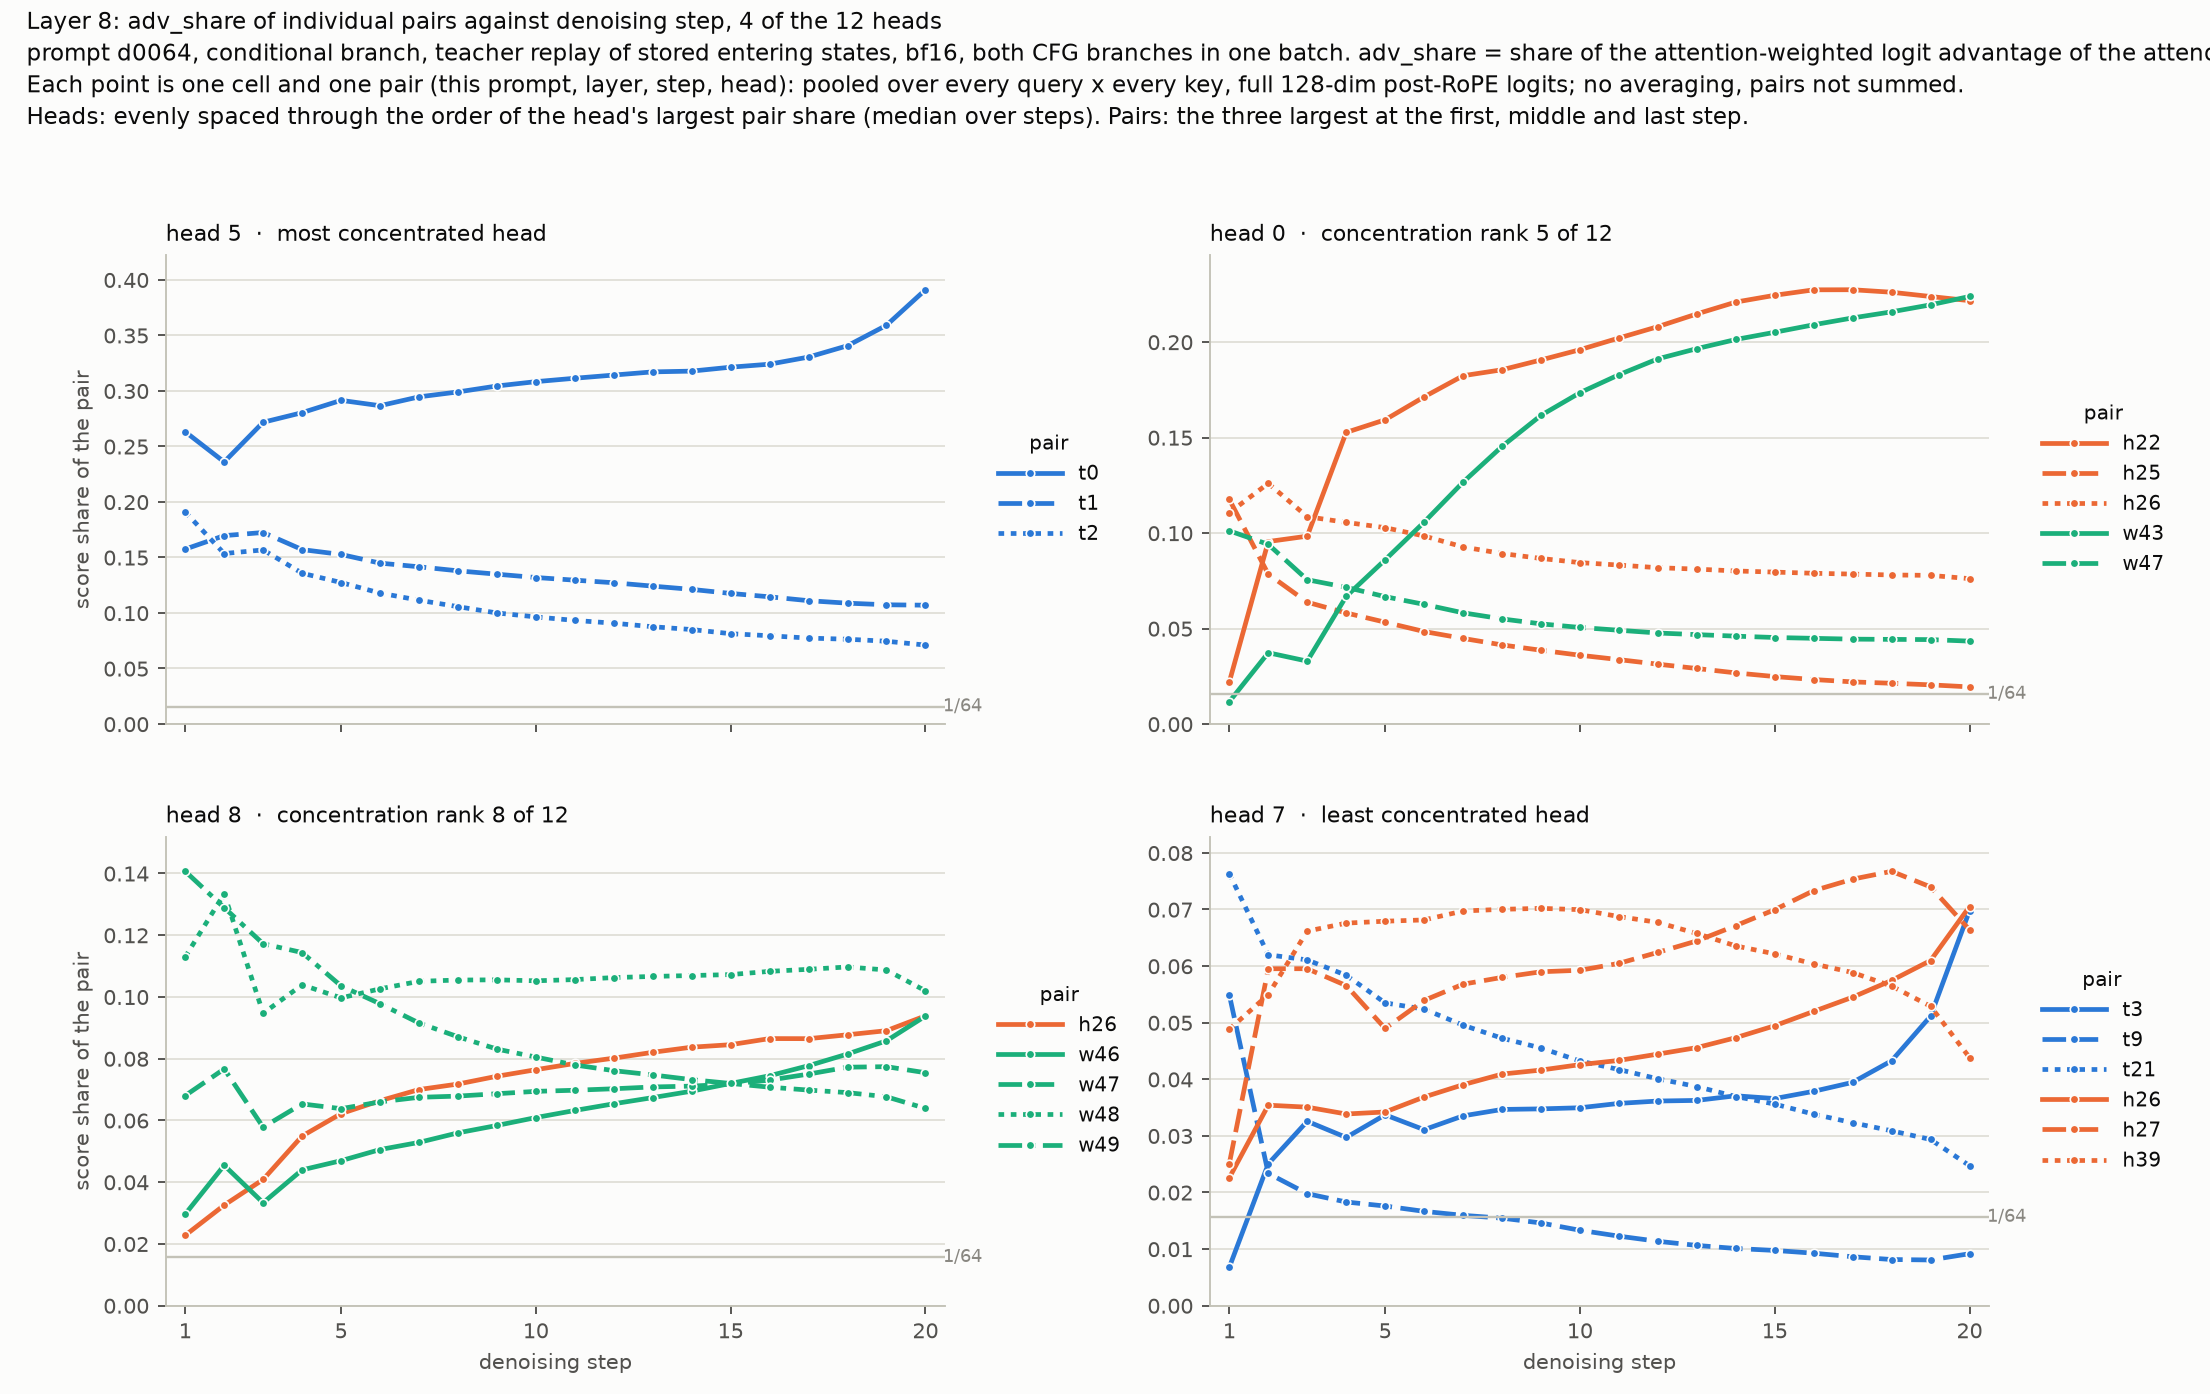 Layer 8: adv_share of individual pairs against denoising step, 4 of the 12 heads
prompt d0064, conditional branch, teacher replay of stored entering states, bf16, both CFG branches in one batch. adv_share = share of the attention-weighted logit advantage of the
Each point is one cell and one pair (this prompt, layer, step, head): pooled over every query x every key, full 128-dim post-RoPE logits; no averaging, pairs not summed.
Heads: evenly spaced through the order of the head's largest pair share (median over steps). Pairs: the three largest at the first, middle and last step.
head 5 · most concentrated head
score share of the pair
0.40
0.35
0.30
0.25
0.20
0.15
0.10
0.05
0.00
1/64
pair
t0
t1
t2
head 0 · concentration rank 5 of 12
0.20
0.15
0.10
0.05
0.00
1/64
pair
h22
h25
h26
w43
w47
head 8 · concentration rank 8 of 12
score share of the pair
0.14
0.12
0.10
0.08
0.06
0.04
0.02
0.00
1/64
1
5
10
15
20
denoising step
pair
h26
w46
w47
w48
w49
head 7 · least concentrated head
0.08
0.07
0.06
0.05
0.04
0.03
0.02
0.01
0.00
1/64
1
5
10
15
20
denoising step
pair
t3
t9
t21
h26
h27
h39